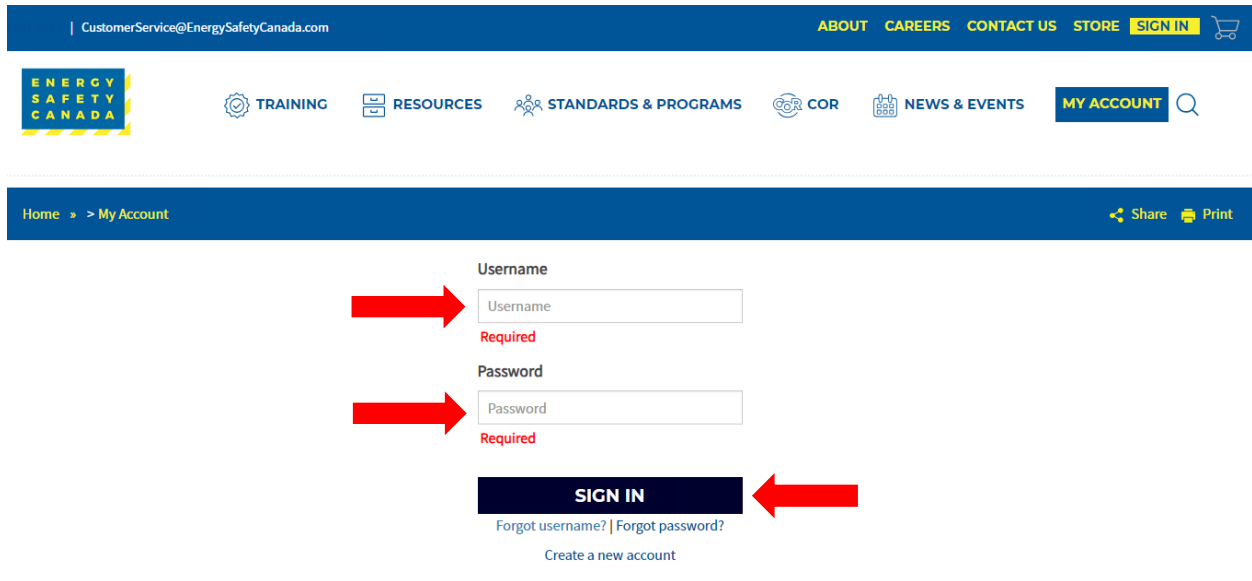 | CustomerService@EnergySafetyCanada.com ABOUT CAREERS CONTACT US STORE SIGN IN
ENERGY
SAFETY
CANADA
TRAINING RESOURCES STANDARDS & PROGRAMS COR COR NEWS & EVENTS MY ACCOUNT
Home » > My Account Share Print
Username
Username
Required
Password
Password
Required
SIGN IN
Forgot username? | Forgot password?
Create a new account